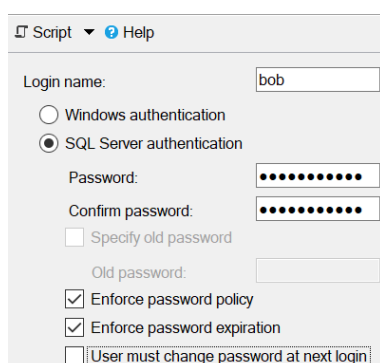 Script ▼ ? Help
Login name: bob
Windows authentication
SQL Server authentication
Password: ●●●●●●●●●●●
Confirm password: ●●●●●●●●●●●
Specify old password
Old password:
Enforce password policy
Enforce password expiration
User must change password at next login